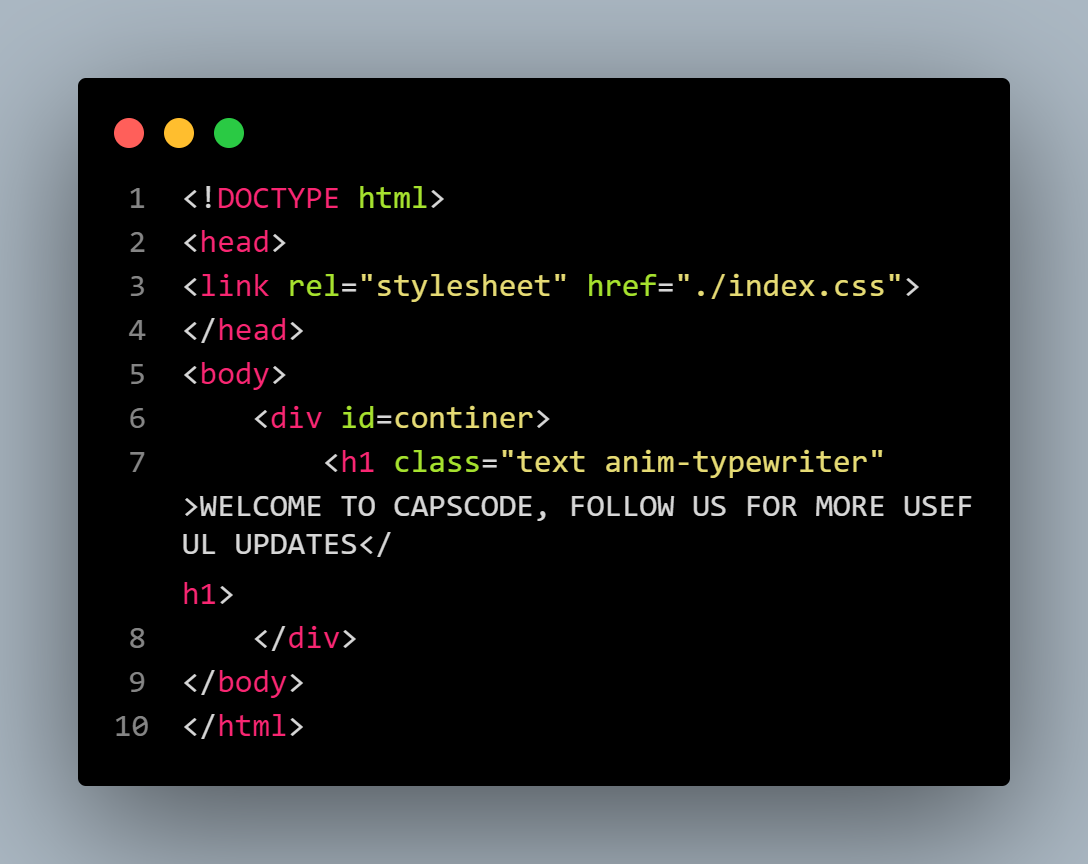 1 <!DOCTYPE html>
2 <head>
3 <link rel="stylesheet" href="./index.css">
4 </head>
5 <body>
6     <div id=continer>
7         <h1 class="text anim-typewriter"
>WELCOME TO CAPSCODE, FOLLOW US FOR MORE USEF
UL UPDATES</
h1>
8     </div>
9 </body>
10 </html>